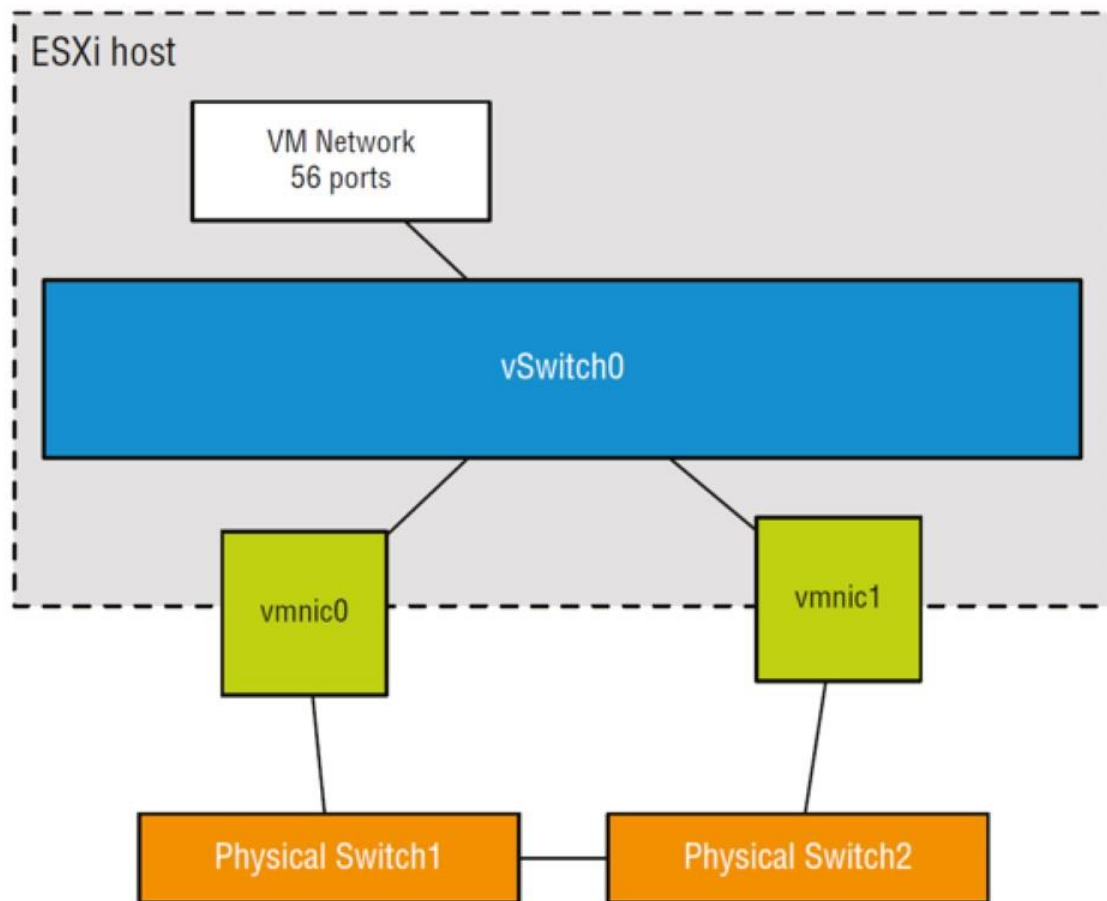 ESXi host
VM Network
56 ports
vSwitch0
vmnic0
vmnic1
Physical Switch1
Physical Switch2